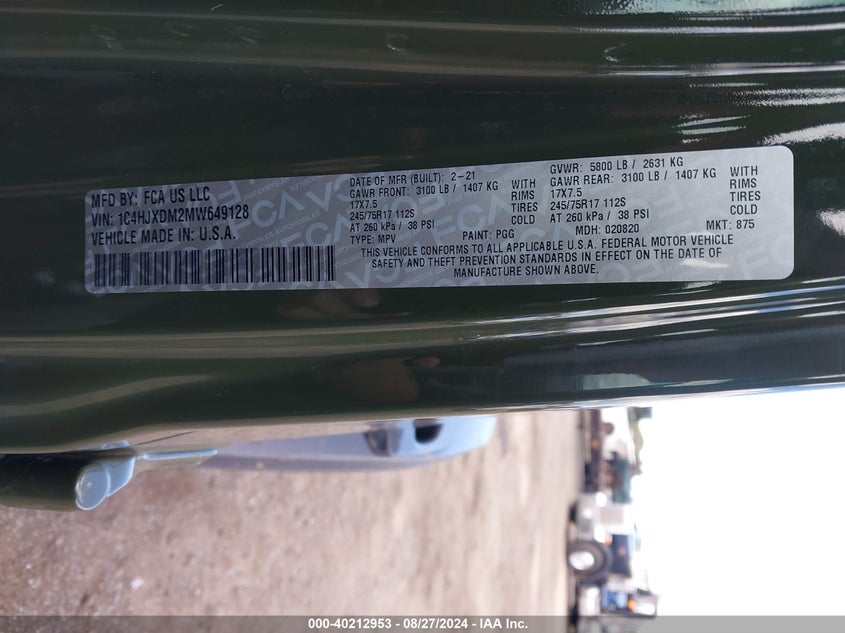 MFD BY: FCA US LLC
VIN: 1C4HJXDM2MW649128
VEHICLE MADE IN: U.S.A.
DATE OF MFR (BUILT): 2-21
GAWR FRONT: 3100 LB / 1407 KG WITH
17X7.5 RIMS
245/75R17 112S TIRES
AT 260 kPa / 38 PSI
TYPE: MPV
GVWR: 5800 LB / 2631 KG
GAWR REAR: 3100 LB / 1407 KG WITH
17X7.5 RIMS
245/75R17 112S TIRES
AT 260 kPa / 38 PSI
PAINT: PGG MDH: 020820 MKT: 875
THIS VEHICLE CONFORMS TO ALL APPLICABLE U.S.A. FEDERAL MOTOR VEHICLE
SAFETY AND THEFT PREVENTION STANDARDS IN EFFECT ON THE DATE OF
MANUFACTURE SHOWN ABOVE.
000-40212953 - 08/27/2024 - IAA Inc.